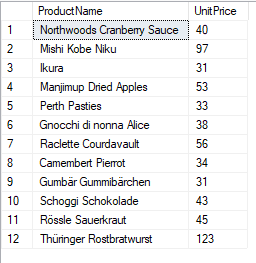 ProductName UnitPrice
1 Northwoods Cranberry Sauce 40
2 Mishi Kobe Niku 97
3 Ikura 31
4 Manjimup Dried Apples 53
5 Perth Pasties 33
6 Gnocchi di nonna Alice 38
7 Raclette Courdavault 56
8 Camembert Pierrot 34
9 Gumbär Gummibärchen 31
10 Schoggi Schokolade 43
11 Rössle Sauerkraut 45
12 Thüringer Rostbratwurst 123